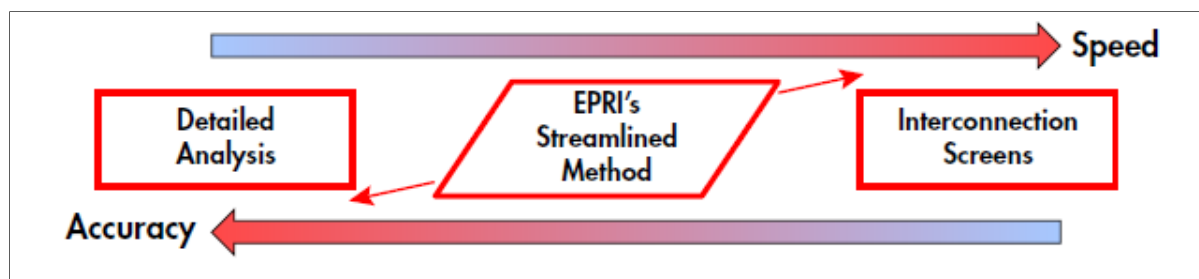 Speed
Detailed
Analysis
EPRI's
Streamlined
Method
Interconnection
Screens
Accuracy